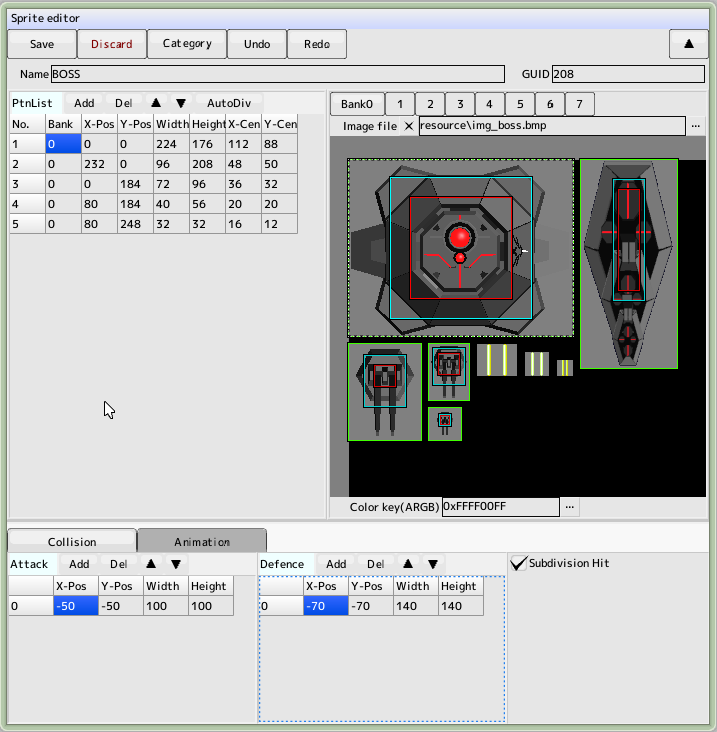 Sprite editor
Save Discard Category Undo Redo ▲
Name BOSS GUID 208
PtnList Add Del ▲ ▼ AutoDiv
Bank0 1 2 3 4 5 6 7
No. Bank X-Pos Y-Pos Width Height X-Cen Y-Cen
1 0 0 0 224 176 112 88
2 0 232 0 96 208 48 50
3 0 0 184 72 96 36 32
4 0 80 184 40 56 20 20
5 0 80 248 32 32 16 12
Image file ✕ resource\img_boss.bmp ...
Color key(ARGB) 0xFFFF00FF ...
Collision Animation
Attack Add Del ▲ ▼
X-Pos Y-Pos Width Height
0 -50 -50 100 100
Defence Add Del ▲ ▼
X-Pos Y-Pos Width Height
0 -70 -70 140 140
Subdivision Hit